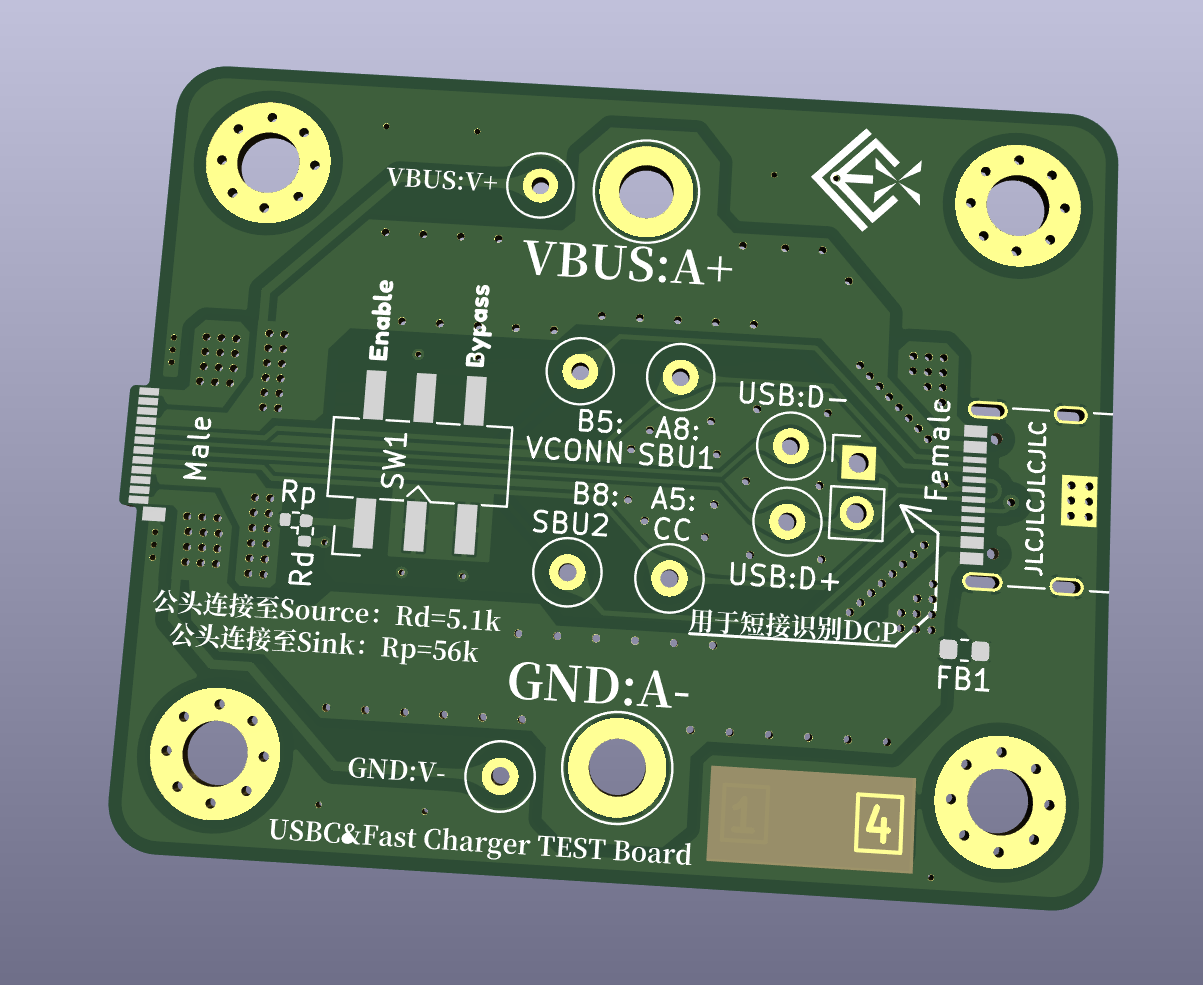 VBUS:V+
VBUS:A+
Enable
Bypass
USB:D-
B5:
VCONN
A8:
SBU1
Male
SW1
Female
JLCJLCJLCJLC
Rp
B8:
SBU2
A5:
CC
Rd
USB:D+
公头连接至Source：Rd=5.1k
公头连接至Sink：Rp=56k
用于短接识别DCP
GND:A-
FB1
GND:V-
1
4
USBC&Fast Charger TEST Board